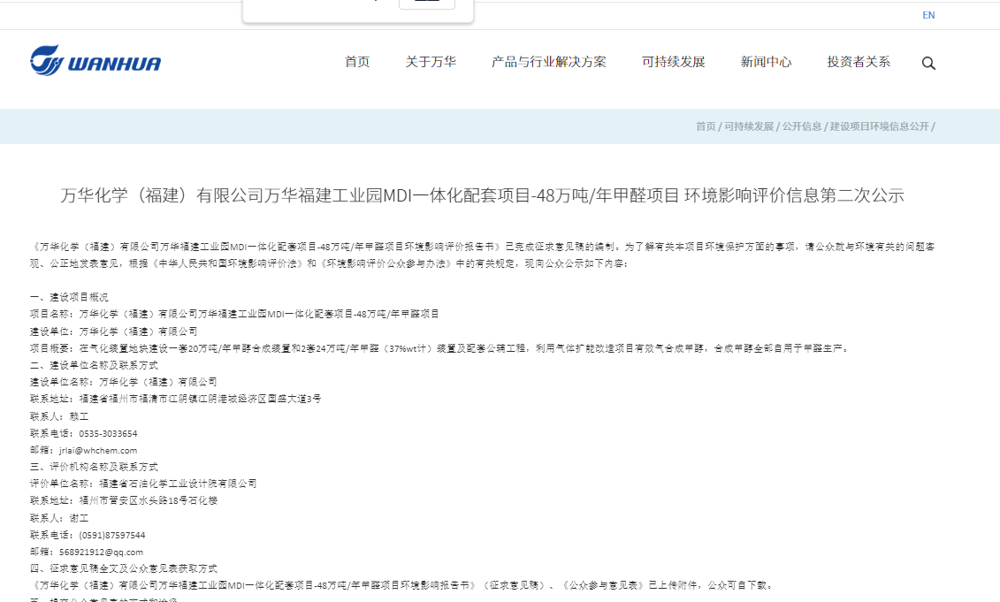 EN
WANHUA
首页 关于万华 产品与行业解决方案 可持续发展 新闻中心 投资者关系
首页 / 可持续发展 / 公开信息 / 建设项目环境信息公开 /
万华化学（福建）有限公司万华福建工业园MDI一体化配套项目-48万吨/年甲醛项目 环境影响评价信息第二次公示
《万华化学（福建）有限公司万华福建工业园MDI一体化配套项目-48万吨/年甲醛项目环境影响评价报告书》已完成征求意见稿的编制。为了解有关本项目环境保护方面的事项，请公众就与环境有关的问题客
观、公正地发表意见，根据《中华人民共和国环境影响评价法》和《环境影响评价公众参与办法》中的有关规定，现向公众公示如下内容：
一、建设项目概况
项目名称：万华化学（福建）有限公司万华福建工业园MDI一体化配套项目-48万吨/年甲醛项目
建设单位：万华化学（福建）有限公司
项目概要：在气化装置地块建设一套20万吨/年甲醇合成装置和2套24万吨/年甲醛（37%wt计）装置及配套公辅工程，利用气体扩能改造项目有效气合成甲醇，合成甲醇全部自用于甲醛生产。
二、建设单位名称及联系方式
建设单位名称：万华化学（福建）有限公司
联系地址：福建省福州市福清市江阴镇江阴港城经济区国盛大道3号
联系人：赖工
联系电话：0535-3033654
邮箱：jrlai@whchem.com
三、评价机构名称及联系方式
评价单位名称：福建省石油化学工业设计院有限公司
联系地址：福州市晋安区水头路18号石化楼
联系人：谢工
联系电话：(0591)87597544
邮箱：568921912@qq.com
四、征求意见稿全文及公众意见表获取方式
《万华化学（福建）有限公司万华福建工业园MDI一体化配套项目-48万吨/年甲醛项目环境影响报告书》（征求意见稿）、《公众参与意见表》已上传附件，公众可自下载。
五、提交公众意见表的方式和途径